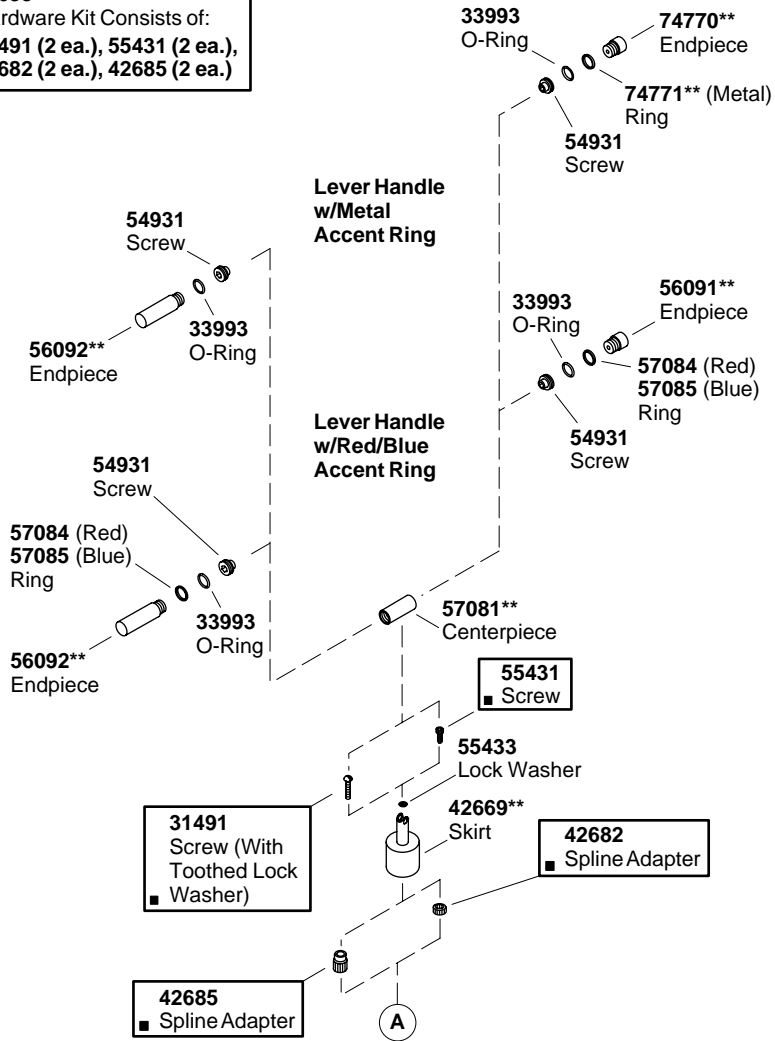 rdware Kit Consists of:
491 (2 ea.), 55431 (2 ea.),
682 (2 ea.), 42685 (2 ea.)
33993
O-Ring
74770**
Endpiece
74771** (Metal)
Ring
54931
Screw
Lever Handle
w/Metal
Accent Ring
54931
Screw
33993
O-Ring
56092**
Endpiece
33993
O-Ring
56091**
Endpiece
57084 (Red)
57085 (Blue)
Ring
54931
Screw
Lever Handle
w/Red/Blue
Accent Ring
54931
Screw
57084 (Red)
57085 (Blue)
Ring
33993
O-Ring
56092**
Endpiece
57081**
Centerpiece
55431
Screw
55433
Lock Washer
42669**
Skirt
31491
Screw (With
Toothed Lock
Washer)
42682
Spline Adapter
42685
Spline Adapter
A